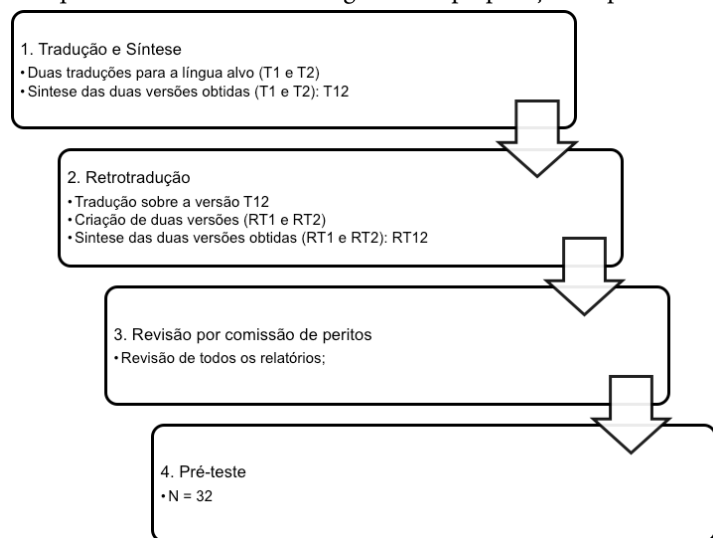 1. Tradução e Síntese
•Duas traduções para a língua alvo (T1 e T2)
•Sintese das duas versões obtidas (T1 e T2): T12
2. Retrotradução
•Tradução sobre a versão T12
•Criação de duas versões (RT1 e RT2)
•Sintese das duas versões obtidas (RT1 e RT2): RT12
3. Revisão por comissão de peritos
•Revisão de todos os relatórios;
4. Pré-teste
•N = 32